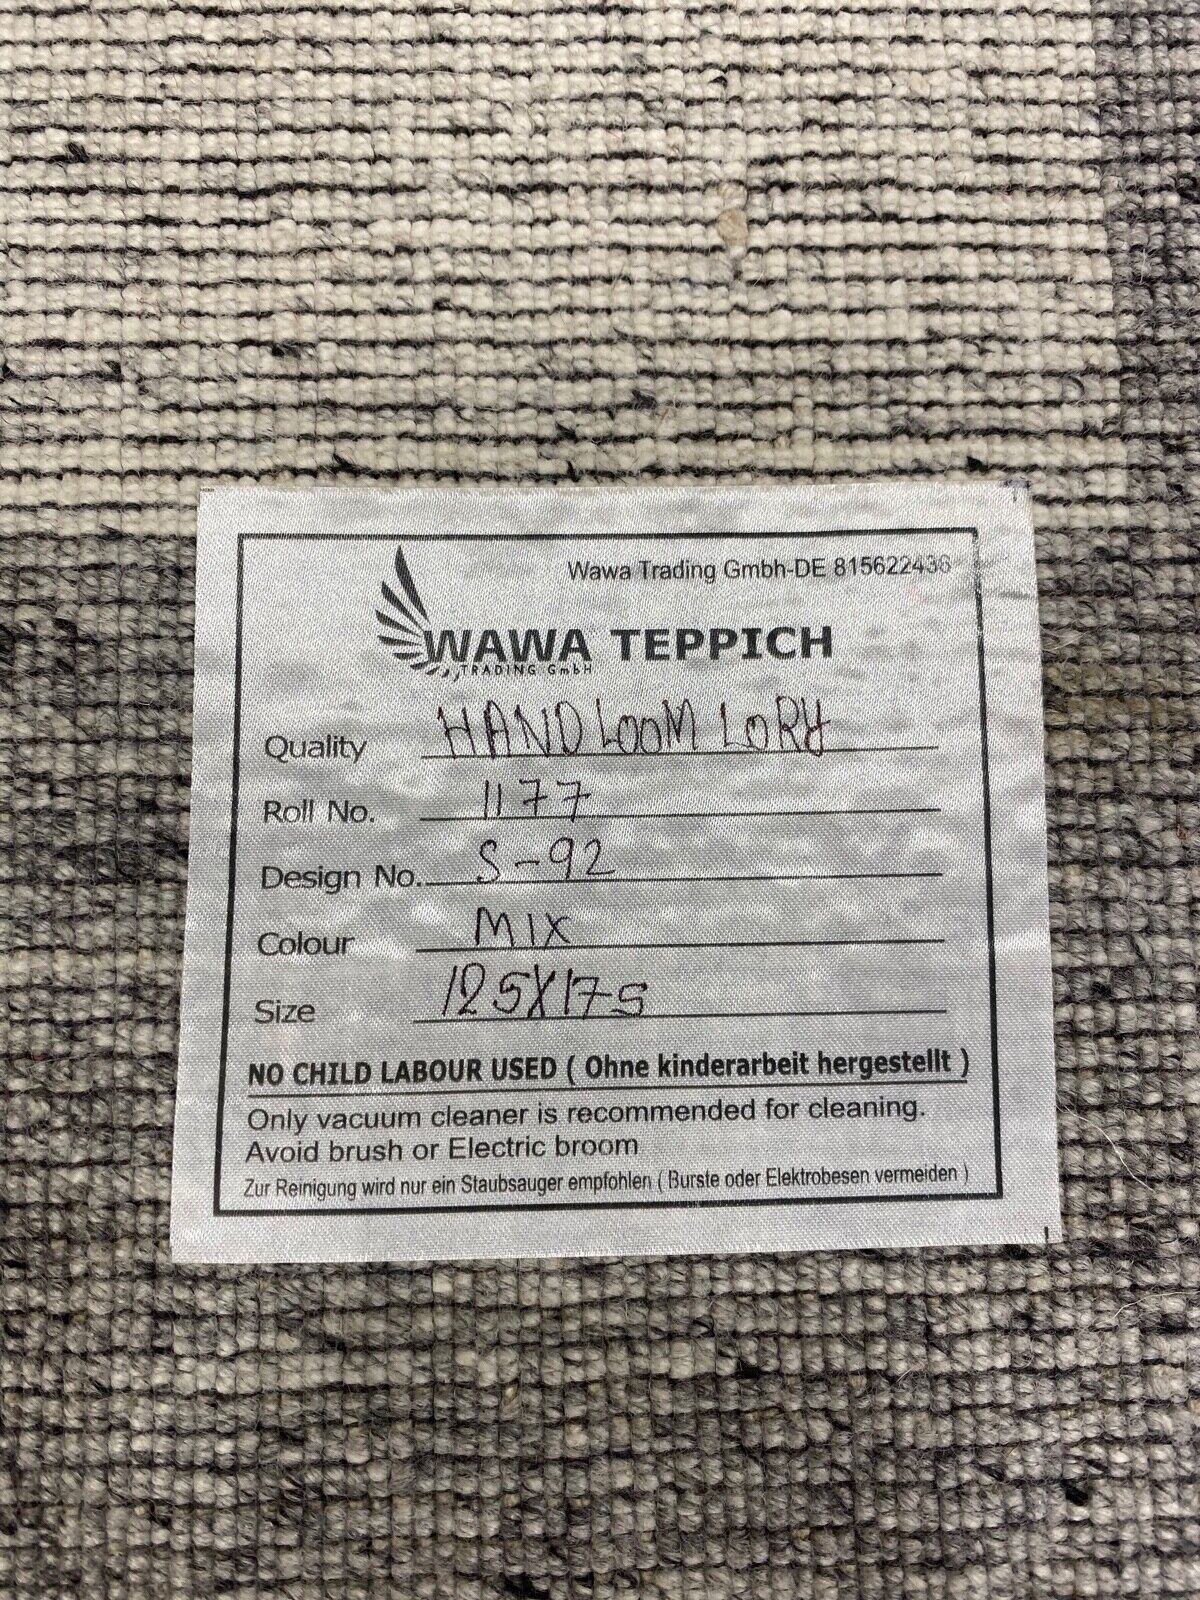 Wawa Trading Gmbh-DE 815622436
WAWA TEPPICH
TRADING GmbH
Quality HANDLOOM LORY
Roll No. 1177
Design No. S-92
Colour MIX
Size 125X175
NO CHILD LABOUR USED ( Ohne kinderarbeit hergestellt )
Only vacuum cleaner is recommended for cleaning.
Avoid brush or Electric broom
Zur Reinigung wird nur ein Staubsauger empfohlen ( Burste oder Elektrobesen vermeiden )